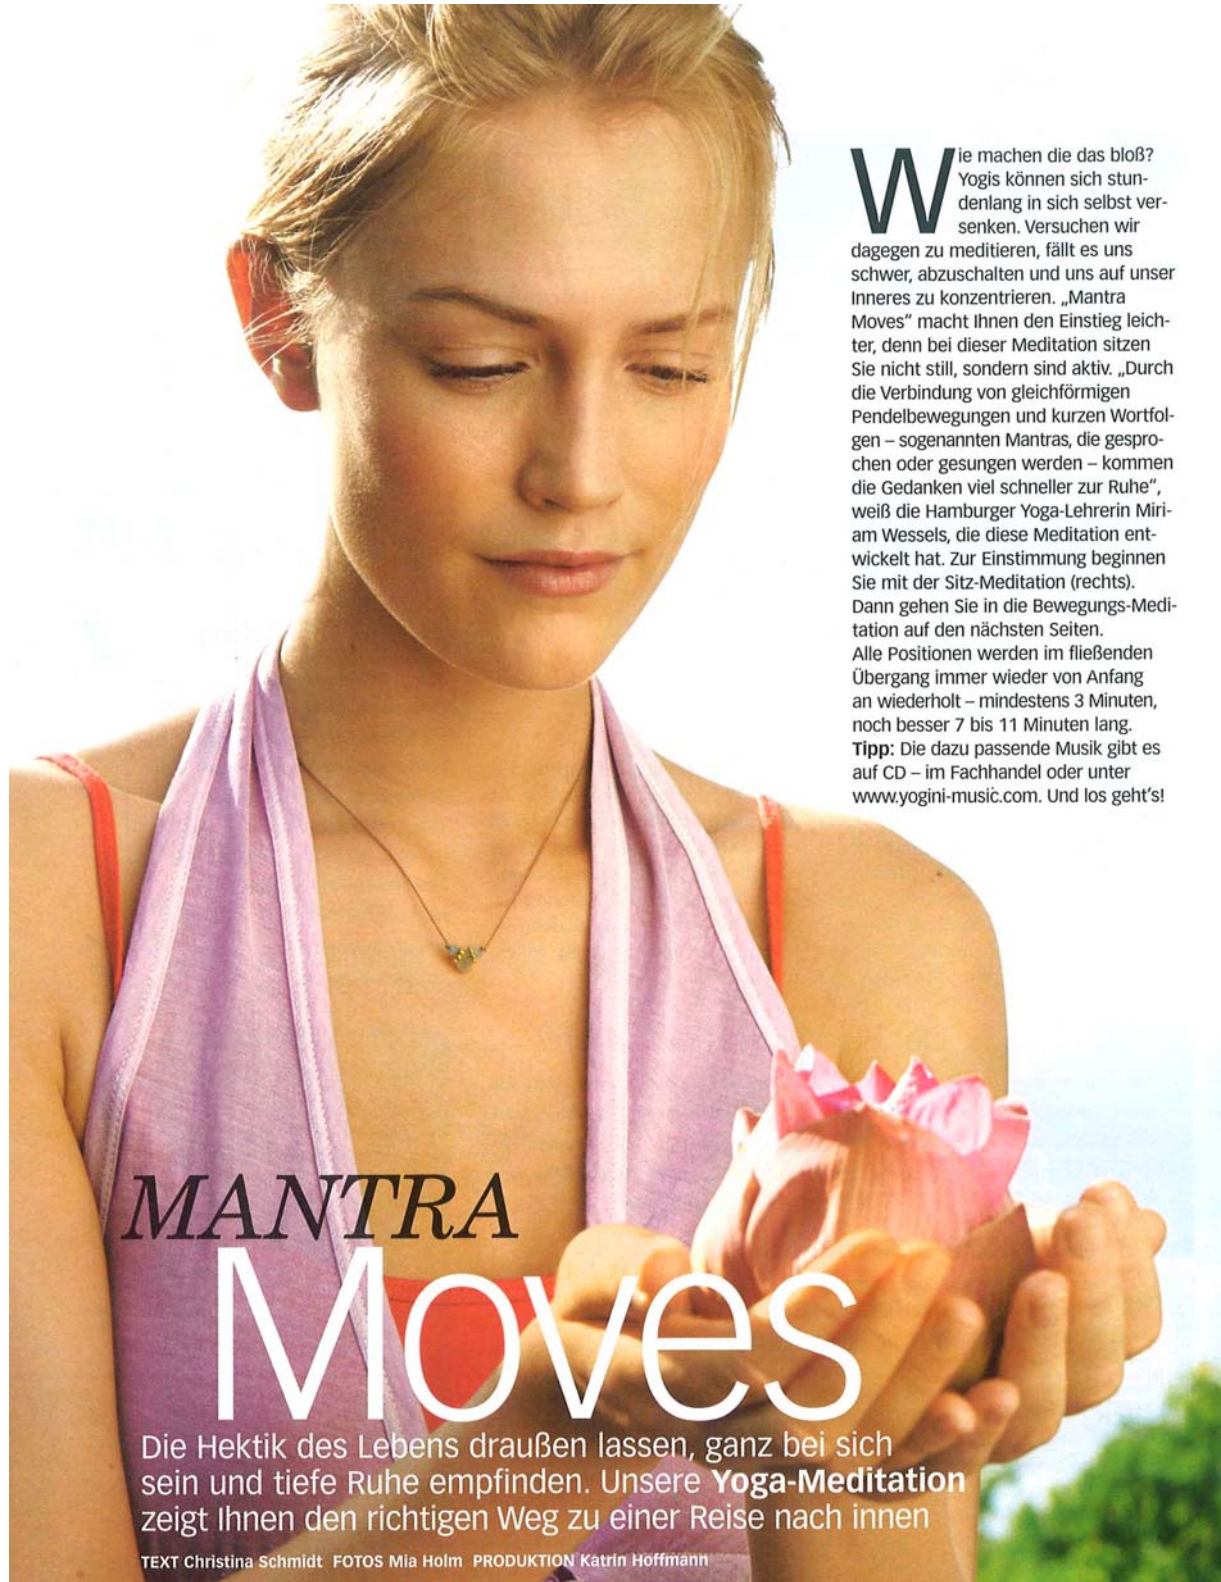 Wie machen die das bloß?
Yogis können sich stun-
denlang in sich selbst ver-
senken. Versuchen wir
dagegen zu meditieren, fällt es uns
schwer, abzuschalten und uns auf unser
Inneres zu konzentrieren. „Mantra
Moves” macht Ihnen den Einstieg leich-
ter, denn bei dieser Meditation sitzen
Sie nicht still, sondern sind aktiv. „Durch
die Verbindung von gleichförmigen
Pendelbewegungen und kurzen Wortfol-
gen – sogenannten Mantras, die gespro-
chen oder gesungen werden – kommen
die Gedanken viel schneller zur Ruhe”,
weiß die Hamburger Yoga-Lehrerin Miri-
am Wessels, die diese Meditation ent-
wickelt hat. Zur Einstimmung beginnen
Sie mit der Sitz-Meditation (rechts).
Dann gehen Sie in die Bewegungs-Medi-
tation auf den nächsten Seiten.
Alle Positionen werden im fließenden
Übergang immer wieder von Anfang
an wiederholt – mindestens 3 Minuten,
noch besser 7 bis 11 Minuten lang.
Tipp: Die dazu passende Musik gibt es
auf CD – im Fachhandel oder unter
www.yogini-music.com. Und los geht's!
MANTRA
Moves
Die Hektik des Lebens draußen lassen, ganz bei sich
sein und tiefe Ruhe empfinden. Unsere Yoga-Meditation
zeigt Ihnen den richtigen Weg zu einer Reise nach innen
TEXT Christina Schmidt FOTOS Mia Holm PRODUKTION Katrin Hoffmann